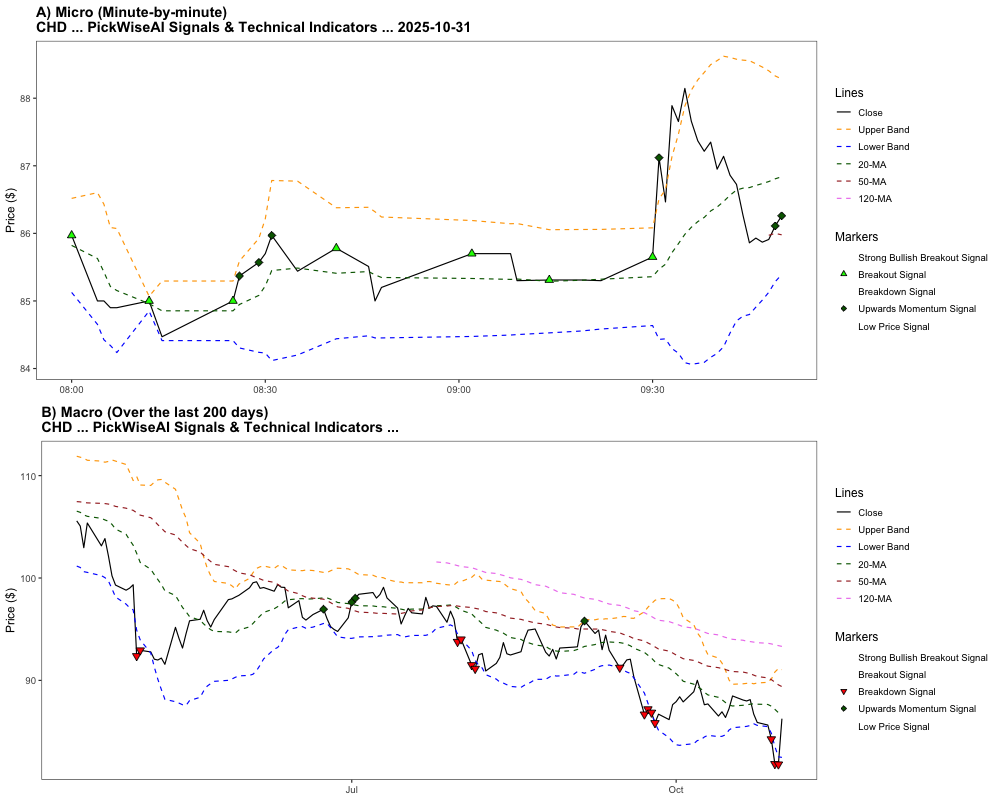 A) Micro (Minute-by-minute)
CHD ... PickWiseAI Signals & Technical Indicators ... 2025-10-31
Price ($)
88
87
86
85
84
08:00
08:30
09:00
09:30
Lines
Close
Upper Band
Lower Band
20-MA
50-MA
120-MA
Markers
Strong Bullish Breakout Signal
Breakout Signal
Breakdown Signal
Upwards Momentum Signal
Low Price Signal
B) Macro (Over the last 200 days)
CHD ... PickWiseAI Signals & Technical Indicators ...
Price ($)
110
100
90
Jul
Oct
Lines
Close
Upper Band
Lower Band
20-MA
50-MA
120-MA
Markers
Strong Bullish Breakout Signal
Breakout Signal
Breakdown Signal
Upwards Momentum Signal
Low Price Signal